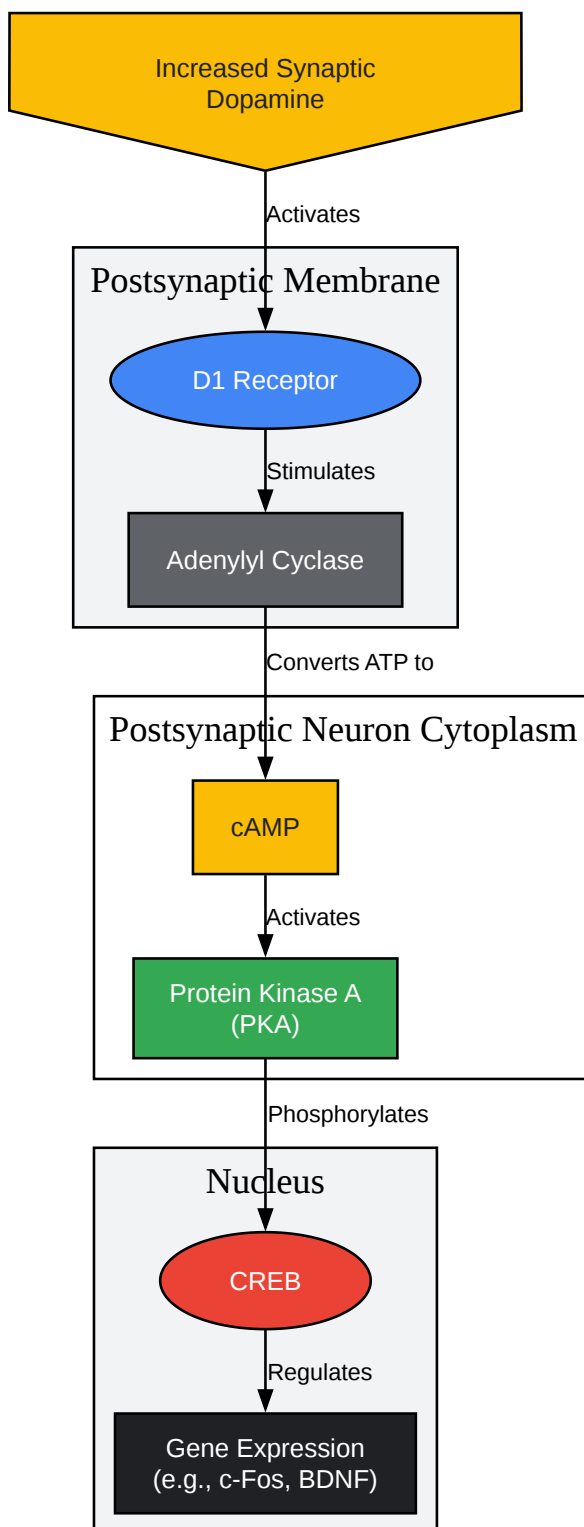 Increased Synaptic
Dopamine
Activates
Postsynaptic Membrane
D1 Receptor
Stimulates
Adenylyl Cyclase
Converts ATP to
Postsynaptic Neuron Cytoplasm
cAMP
Activates
Protein Kinase A
(PKA)
Phosphorylates
Nucleus
CREB
Regulates
Gene Expression
(e.g., c-Fos, BDNF)